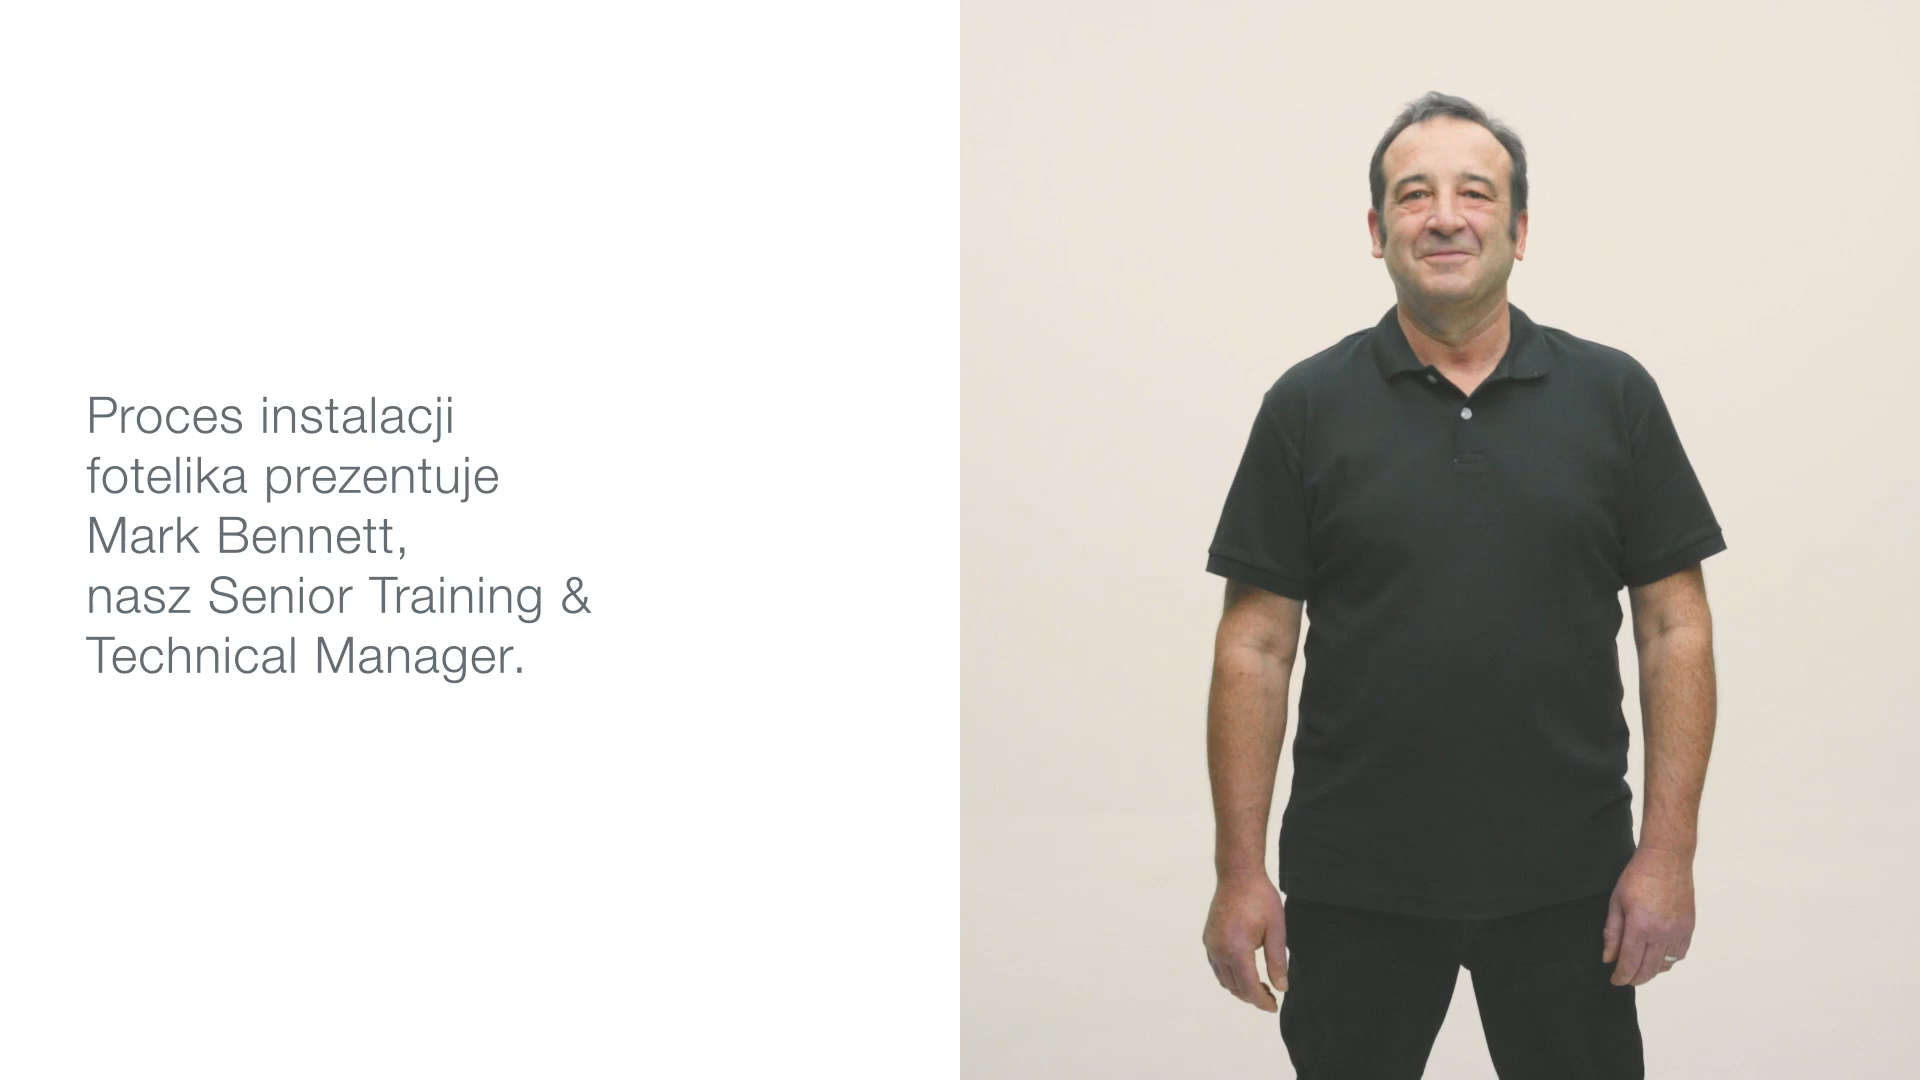 Proces instalacji
fotelika prezentuje
Mark Bennett,
nasz Senior Training &
Technical Manager.